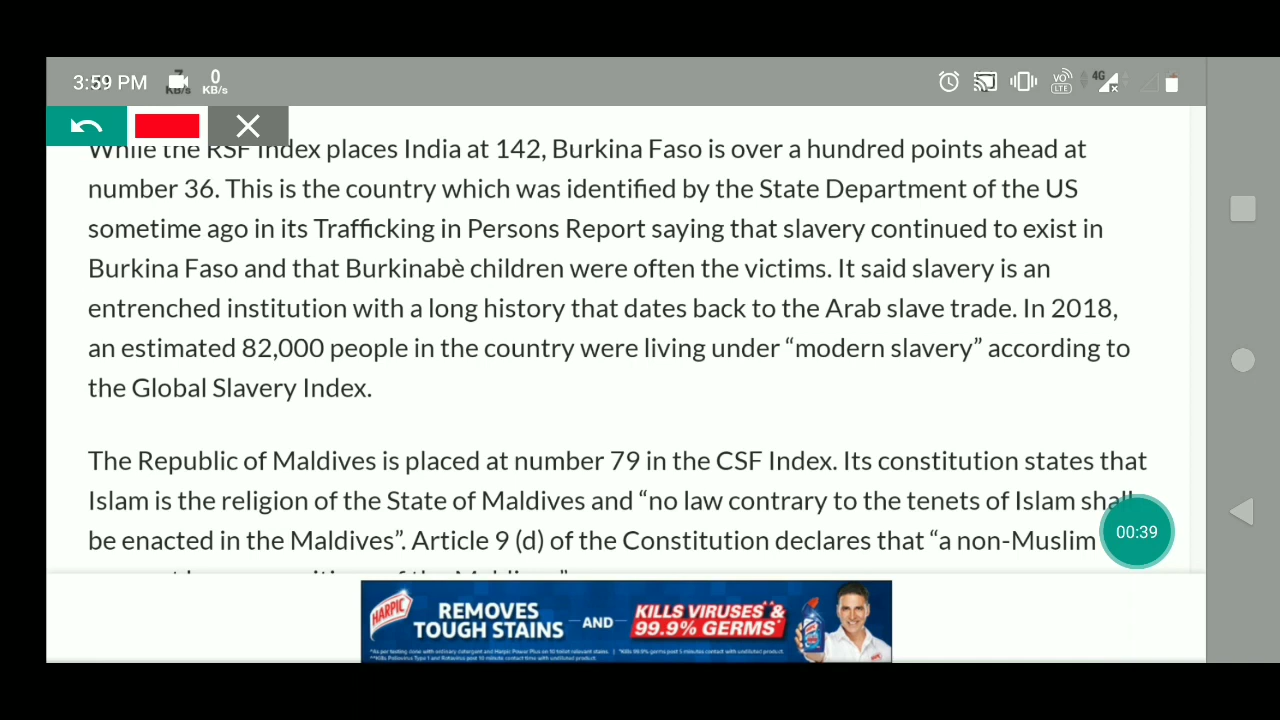 3:59 PM
7
KB/s
0
KB/s
VO
LTE
4G
While the RSF Index places India at 142, Burkina Faso is over a hundred points ahead at
number 36. This is the country which was identified by the State Department of the US
sometime ago in its Trafficking in Persons Report saying that slavery continued to exist in
Burkina Faso and that Burkinabè children were often the victims. It said slavery is an
entrenched institution with a long history that dates back to the Arab slave trade. In 2018,
an estimated 82,000 people in the country were living under “modern slavery” according to
the Global Slavery Index.
The Republic of Maldives is placed at number 79 in the CSF Index. Its constitution states that
Islam is the religion of the State of Maldives and “no law contrary to the tenets of Islam shall
be enacted in the Maldives”. Article 9 (d) of the Constitution declares that “a non-Muslim
00:39
HARPIC
REMOVES
TOUGH STAINS
AND
KILLS VIRUSES**&
99.9% GERMS*